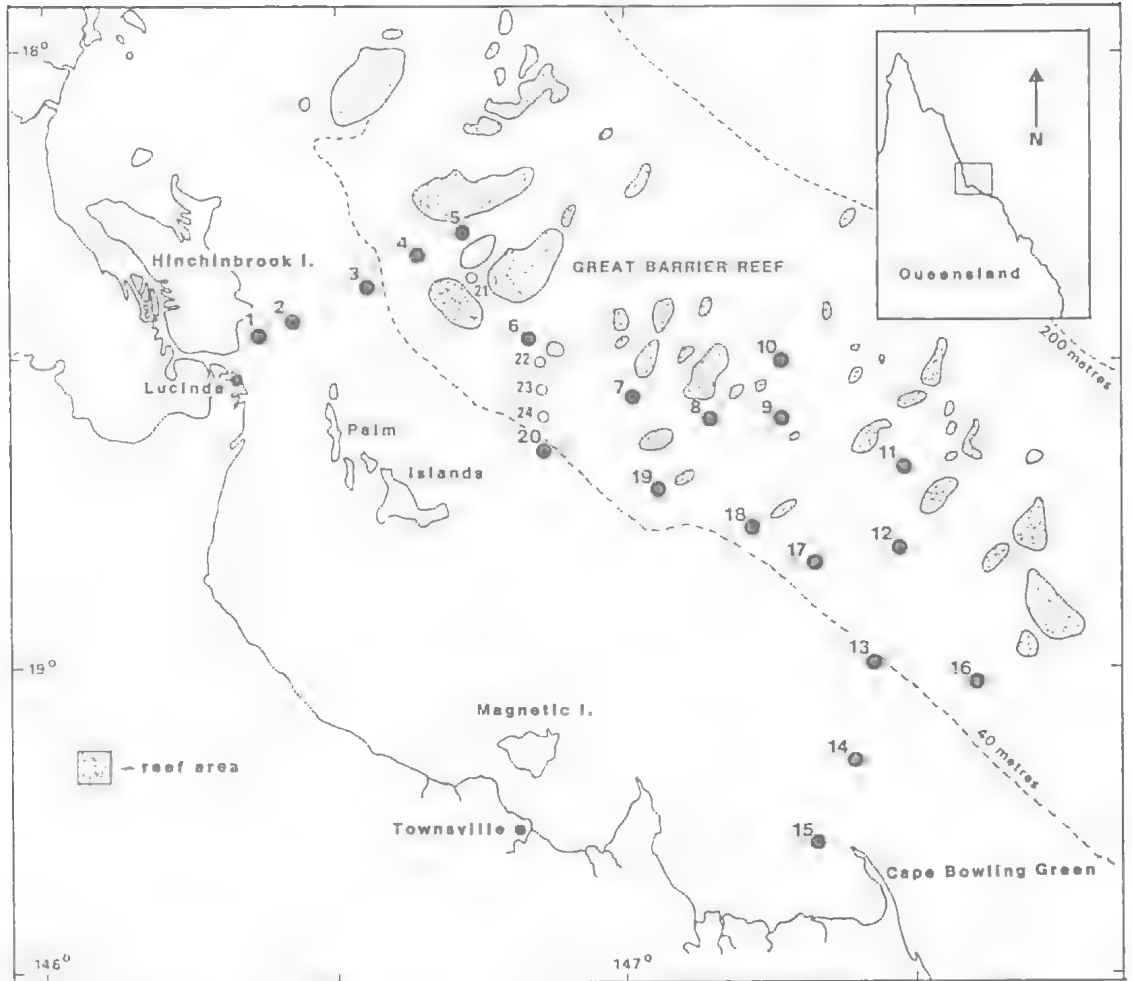 18°
N
5
4
Hinchinbrook I.
3
21
GREAT BARRIER REEF
Queensland
1
2
6
22
10
200 metres
Lucinda
23
7
24
8
9
Palm
20
11
Islands
19
18
17
12
19°
13
16
Magnetic I.
reef area
14
40 metres
Townsville
15
Cape Bowling Green
146°
147°